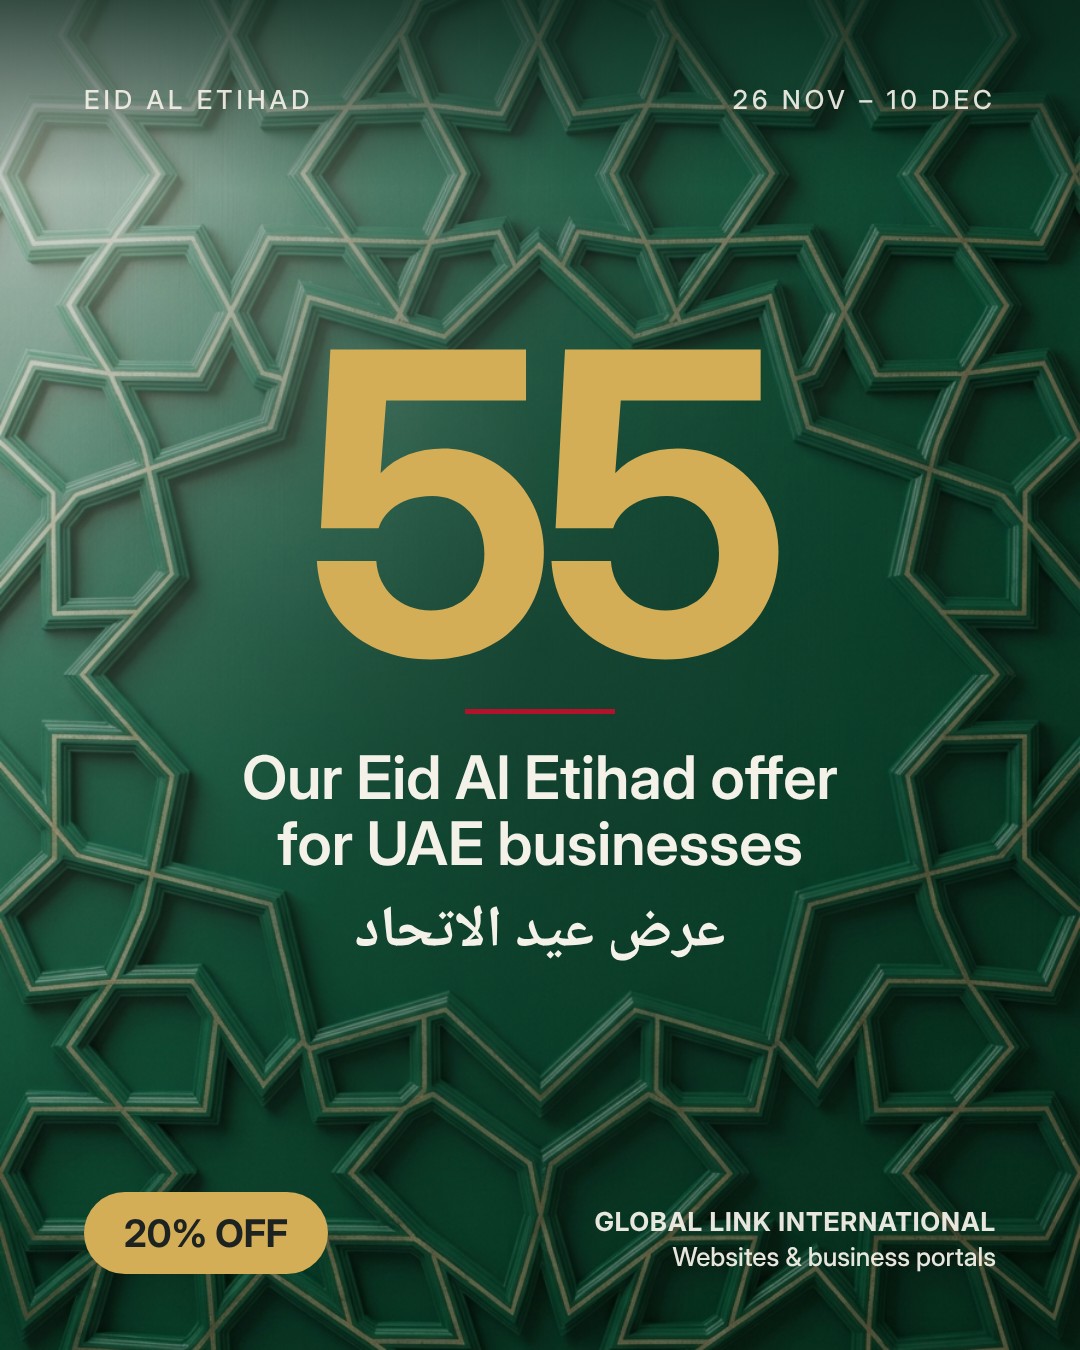 EID AL ETIHAD
26 NOV – 10 DEC
55
Our Eid Al Etihad offer
for UAE businesses
عرض عيد الاتحاد
20% OFF
GLOBAL LINK INTERNATIONAL
Websites & business portals